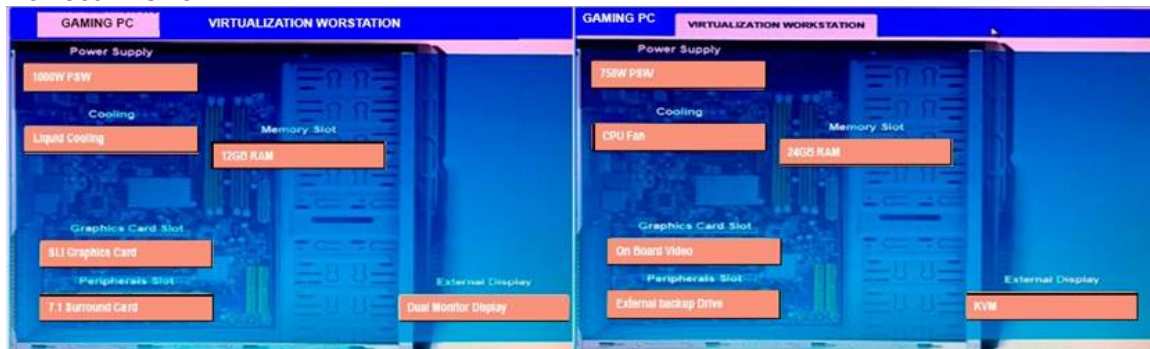 GAMING PC
VIRTUALIZATION WORSTATION
Power Supply
1000W PSW
Cooling
Liquid Cooling
Memory Slot
12GB RAM
Graphics Card Slot
SLI Graphics Card
Peripherals Slot
7.1 Surround Card
External Display
Dual Monitor Display
GAMING PC
VIRTUALIZATION WORKSTATION
Power Supply
750W PSW
Cooling
CPU Fan
Memory Slot
24GB RAM
Graphics Card Slot
On Board Video
Peripherals Slot
External backup Drive
External Display
KVM